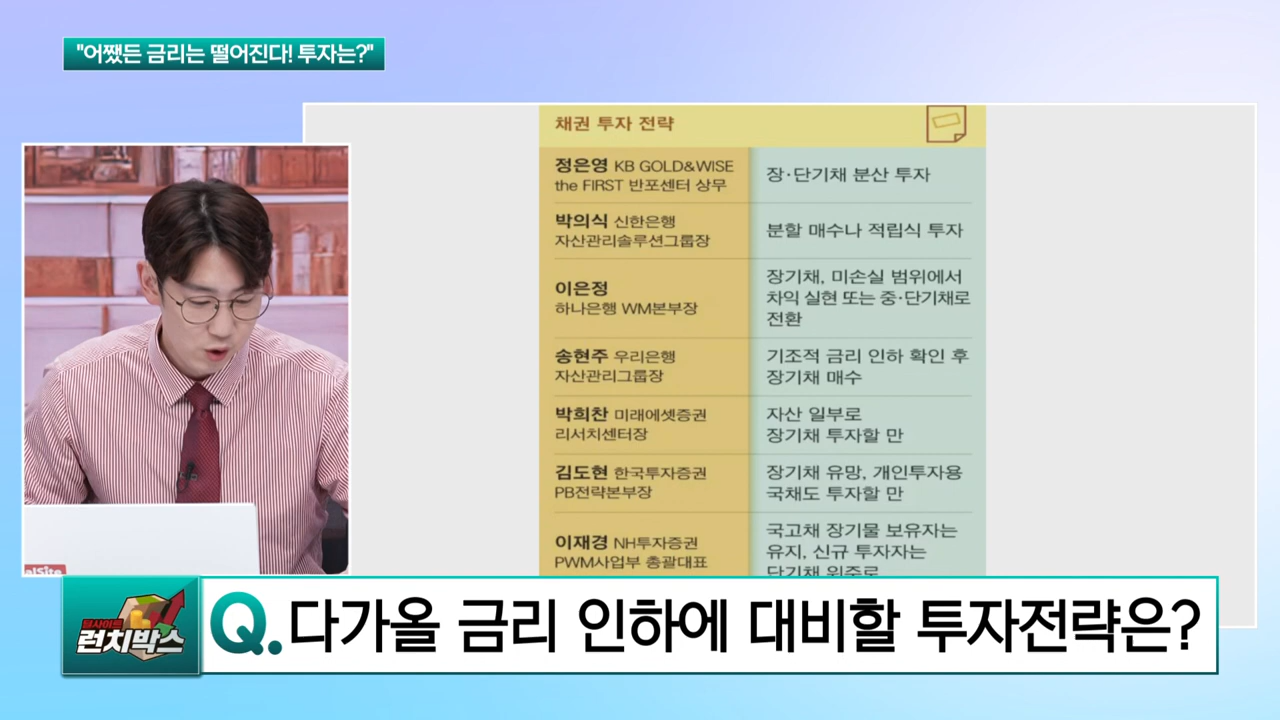 "어쨌든 금리는 떨어진다! 투자는?"
채권 투자 전략
정은영 KB GOLD&WISE
the FIRST 반포센터 상무
장·단기채 분산 투자
박의식 신한은행
자산관리솔루션그룹장
분할 매수나 적립식 투자
이은정
하나은행 WM본부장
장기채, 미손실 범위에서
차익 실현 또는 중·단기채로
전환
송현주 우리은행
자산관리그룹장
기조적 금리 인하 확인 후
장기채 매수
박희찬 미래에셋증권
리서치센터장
자산 일부로
장기채 투자할 만
김도현 한국투자증권
PB전략본부장
장기채 유망, 개인투자용
국채도 투자할 만
이재경 NH투자증권
PWM사업부 총괄대표
국고채 장기물 보유자는
유지, 신규 투자자는
단기채 위주로
alSite
딜사이트
런치박스
Q.다가올 금리 인하에 대비할 투자전략은?